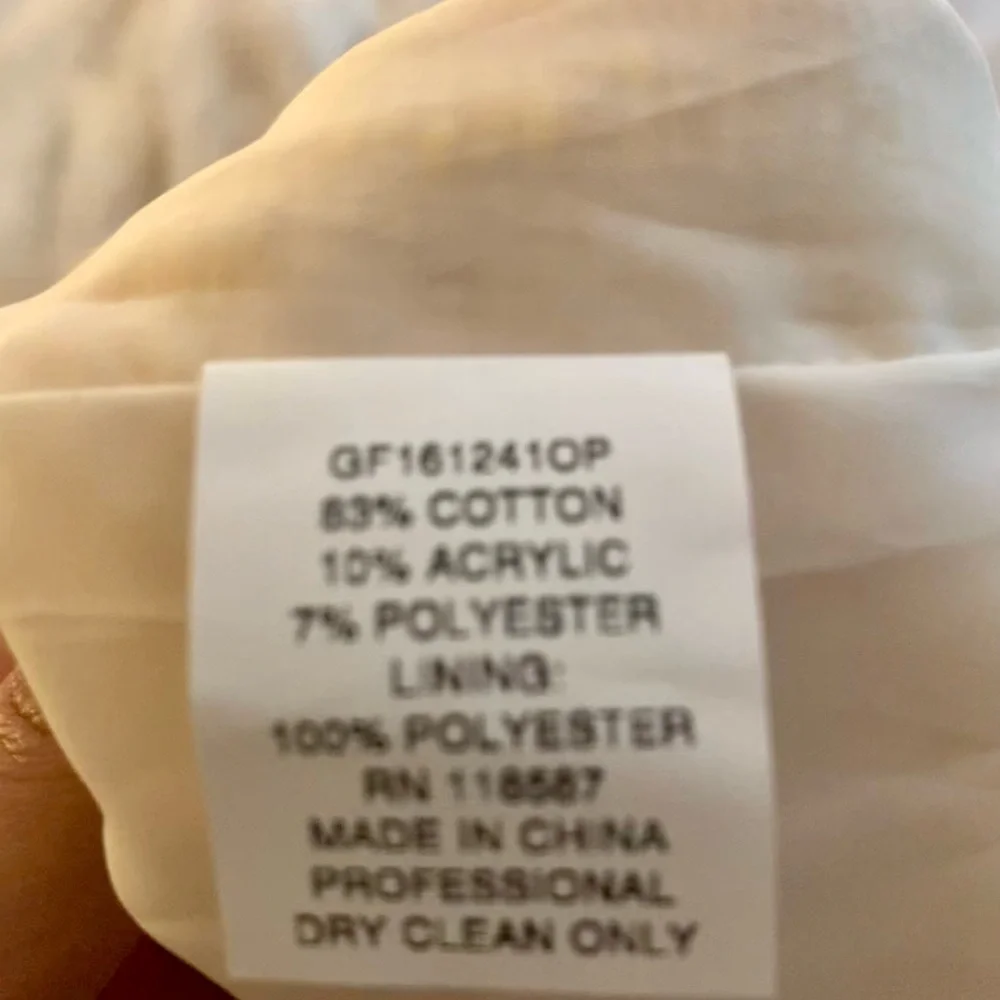 GF161241OP
83% COTTON
10% ACRYLIC
7% POLYESTER
LINING:
100% POLYESTER
RN 118587
MADE IN CHINA
PROFESSIONAL
DRY CLEAN ONLY